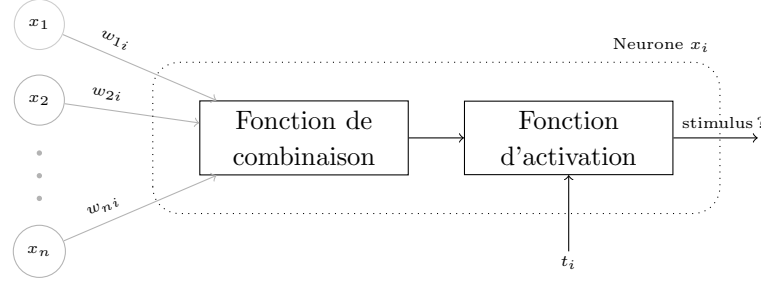 x₁
w₁ᵢ
Neurone xᵢ
x₂
w₂ᵢ
Fonction de
combinaison
Fonction
d'activation
stimulus ?
wₙᵢ
xₙ
tᵢ